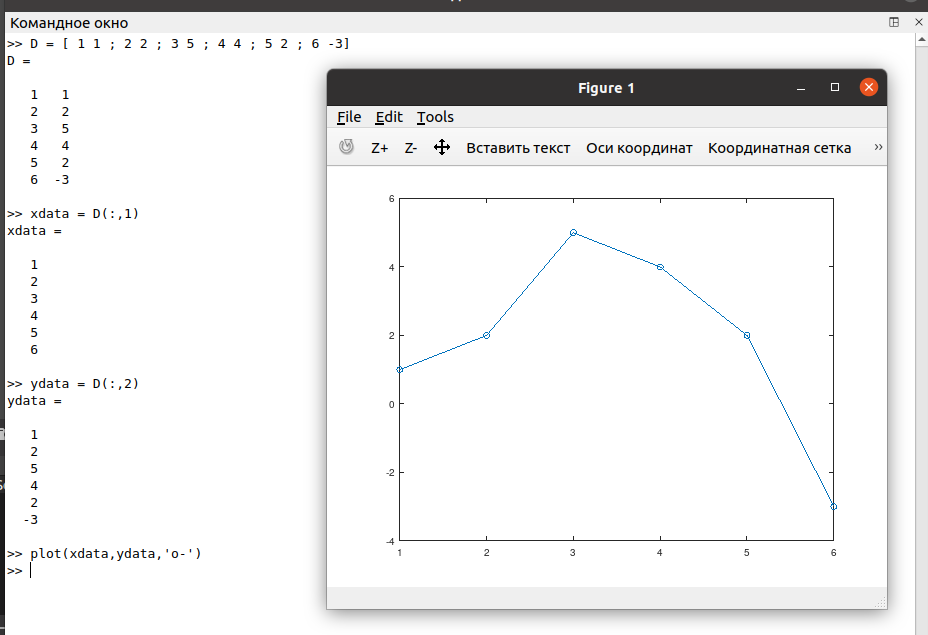 Командное окно
>> D = [ 1 1 ; 2 2 ; 3 5 ; 4 4 ; 5 2 ; 6 -3]
D =
1 1
2 2
3 5
4 4
5 2
6 -3
>> xdata = D(:,1)
xdata =
1
2
3
4
5
6
>> ydata = D(:,2)
ydata =
1
2
5
4
2
-3
>> plot(xdata,ydata,'o-')
>>
Figure 1
File Edit Tools
Z+ Z- Вставить текст Оси координат Координатная сетка »
6
4
2
0
-2
-4
1 2 3 4 5 6